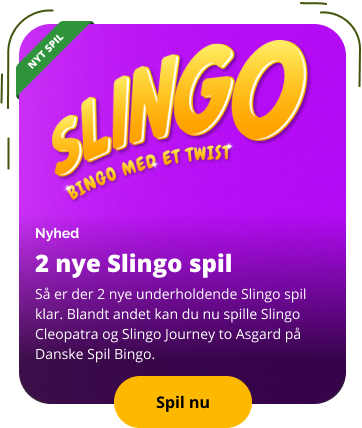 NYT SPIL
SLINGO
BINGO MED ET TWIST
Nyhed
2 nye Slingo spil
Så er der 2 nye underholdende Slingo spil
klar. Blandt andet kan du nu spille Slingo
Cleopatra og Slingo Journey to Asgard på
Danske Spil Bingo.
Spil nu